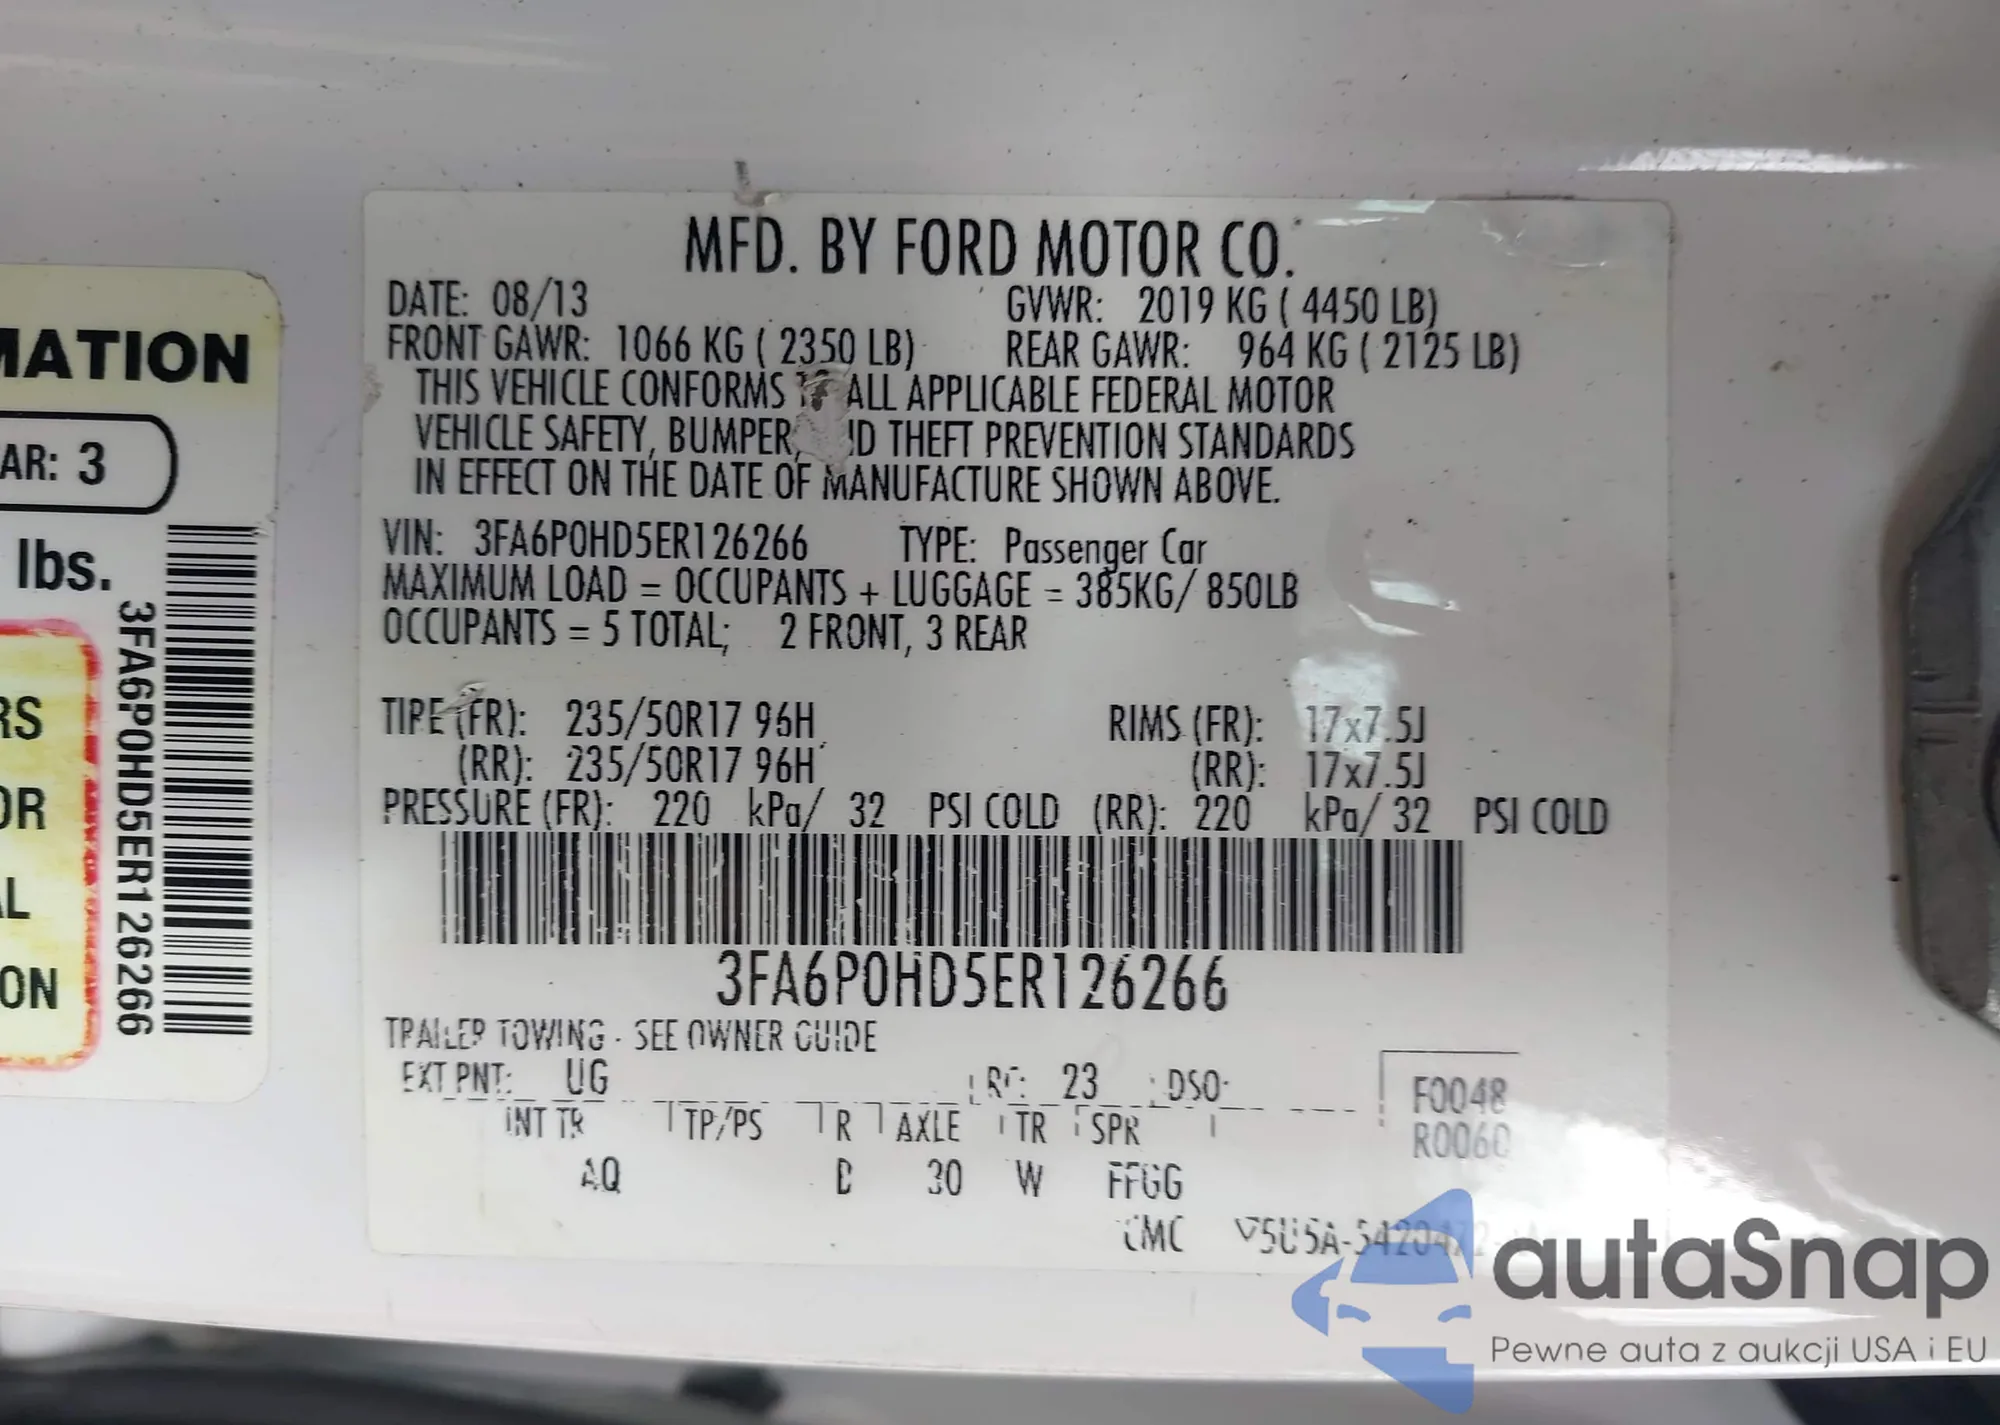 MATION
AR: 3
lbs.
3FA6P0HD5ER126266
RS
OR
AL
ON
MFD. BY FORD MOTOR CO.
DATE: 08/13 GVWR: 2019 KG ( 4450 LB)
FRONT GAWR: 1066 KG ( 2350 LB) REAR GAWR: 964 KG ( 2125 LB)
THIS VEHICLE CONFORMS TO ALL APPLICABLE FEDERAL MOTOR
VEHICLE SAFETY, BUMPER, AND THEFT PREVENTION STANDARDS
IN EFFECT ON THE DATE OF MANUFACTURE SHOWN ABOVE.
VIN: 3FA6P0HD5ER126266 TYPE: Passenger Car
MAXIMUM LOAD = OCCUPANTS + LUGGAGE = 385KG/ 850LB
OCCUPANTS = 5 TOTAL; 2 FRONT, 3 REAR
TIRE (FR): 235/50R17 96H RIMS (FR): 17x7.5J
(RR): 235/50R17 96H (RR): 17x7.5J
PRESSURE (FR): 220 kPa/ 32 PSI COLD (RR): 220 kPa/ 32 PSI COLD
3FA6P0HD5ER126266
TRAILER TOWING - SEE OWNER GUIDE
EXT PNT: UG RC: 23 DSO:
F0048
R0060
INT TR TP/PS R AXLE TR SPR
AQ D 30 W FFGG
autaSnap
Pewne auta z aukcji USA i EU